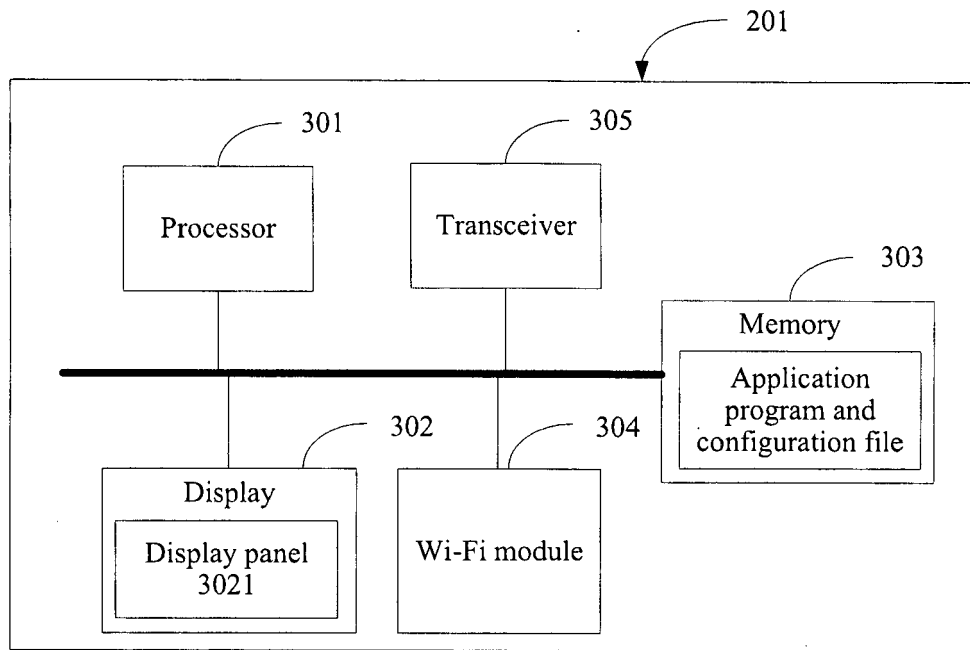 201
301
305
Processor
Transceiver
303
Memory
Application
program and
configuration file
302
304
Display
Display panel
3021
Wi-Fi module